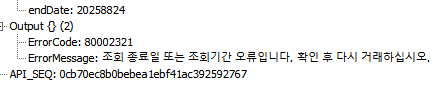 endDate: 20258824
Output {} (2)
ErrorCode: 80002321
ErrorMessage: 조회 종료일 또는 조회기간 오류입니다. 확인 후 다시 거래하십시오.
API_SEQ: 0cb70ec8b0bebea1ebf41ac392592767